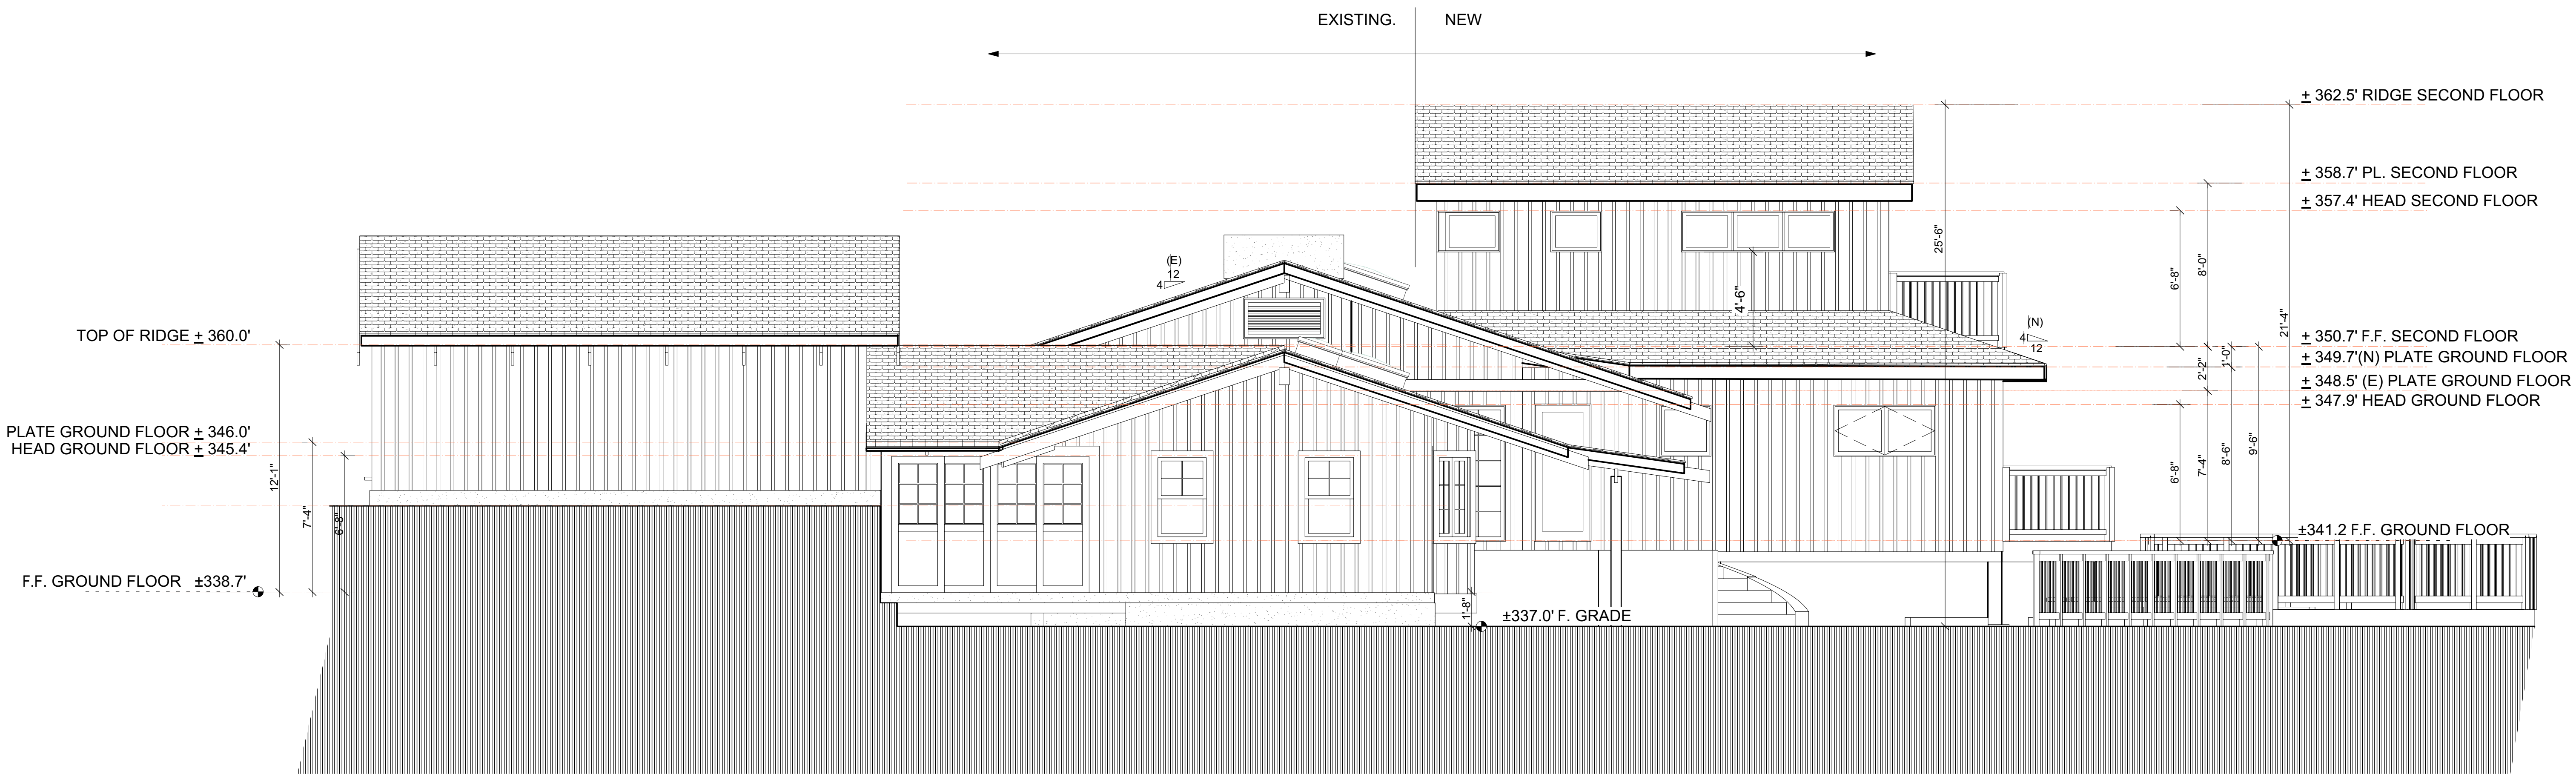 EXISTING. NEW
± 362.5' RIDGE SECOND FLOOR
± 358.7' PL. SECOND FLOOR
± 357.4' HEAD SECOND FLOOR
25'-6"
6'-8"
8'-0"
21'-4"
(E)
12
4
4'-6"
(N)
4
12
TOP OF RIDGE ± 360.0'
± 350.7' F.F. SECOND FLOOR
± 349.7'(N) PLATE GROUND FLOOR
± 348.5' (E) PLATE GROUND FLOOR
± 347.9' HEAD GROUND FLOOR
2'-2"
1'-0"
PLATE GROUND FLOOR ± 346.0'
HEAD GROUND FLOOR ± 345.4'
12'-1"
7'-4"
6'-8"
6'-8"
7'-4"
8'-6"
9'-6"
±341.2 F.F. GROUND FLOOR
F.F. GROUND FLOOR ±338.7'
1'-8"
±337.0' F. GRADE